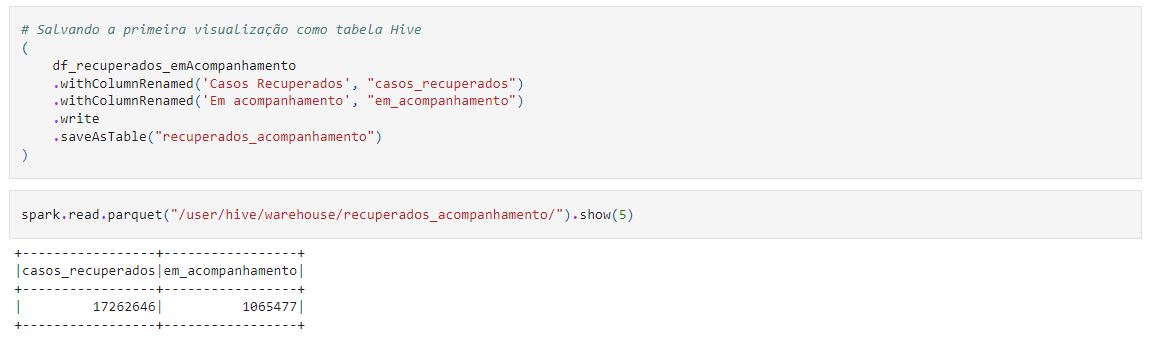 # Salvando a primeira visualização como tabela Hive
(
    df_recuperados_emAcompanhamento
    .withColumnRenamed('Casos Recuperados', "casos_recuperados")
    .withColumnRenamed('Em acompanhamento', "em_acompanhamento")
    .write
    .saveAsTable("recuperados_acompanhamento")
)
spark.read.parquet("/user/hive/warehouse/recuperados_acompanhamento/").show(5)
+-----------------+-----------------+
|casos_recuperados|em_acompanhamento|
+-----------------+-----------------+
|         17262646|          1065477|
+-----------------+-----------------+